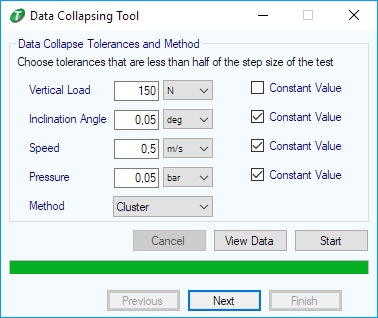 Data Collapsing Tool
Data Collapse Tolerances and Method
Choose tolerances that are less than half of the step size of the test
Vertical Load 150 N Constant Value
Inclination Angle 0,05 deg Constant Value
Speed 0,5 m/s Constant Value
Pressure 0,05 bar Constant Value
Method Cluster
Cancel View Data Start
Previous Next Finish